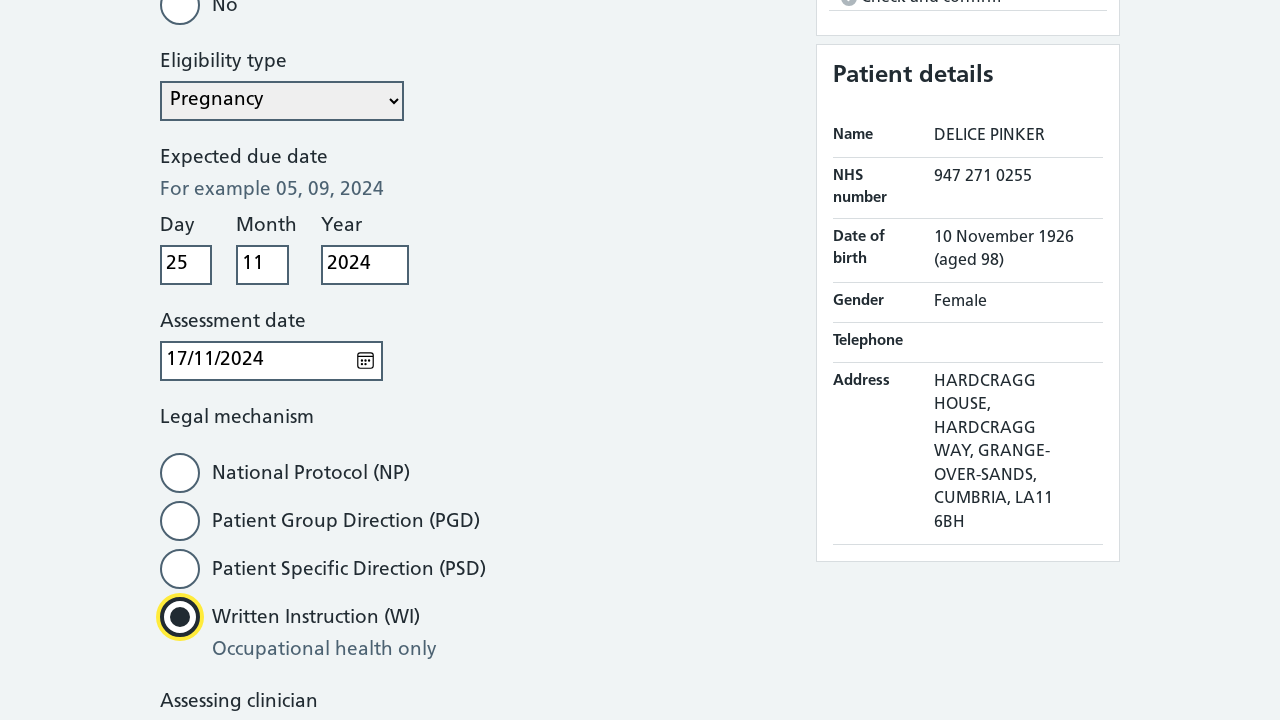 No
Eligibility type
Pregnancy
Expected due date
For example 05, 09, 2024
Day Month Year
25 11 2024
Assessment date
17/11/2024
Legal mechanism
National Protocol (NP)
Patient Group Direction (PGD)
Patient Specific Direction (PSD)
Written Instruction (WI)
Occupational health only
Assessing clinician
Check and confirm
Patient details
Name DELICE PINKER
NHS 947 271 0255
number
Date of 10 November 1926
birth (aged 98)
Gender Female
Telephone
Address HARDCRAGG
HOUSE,
HARDCRAGG
WAY, GRANGE-
OVER-SANDS,
CUMBRIA, LA11
6BH